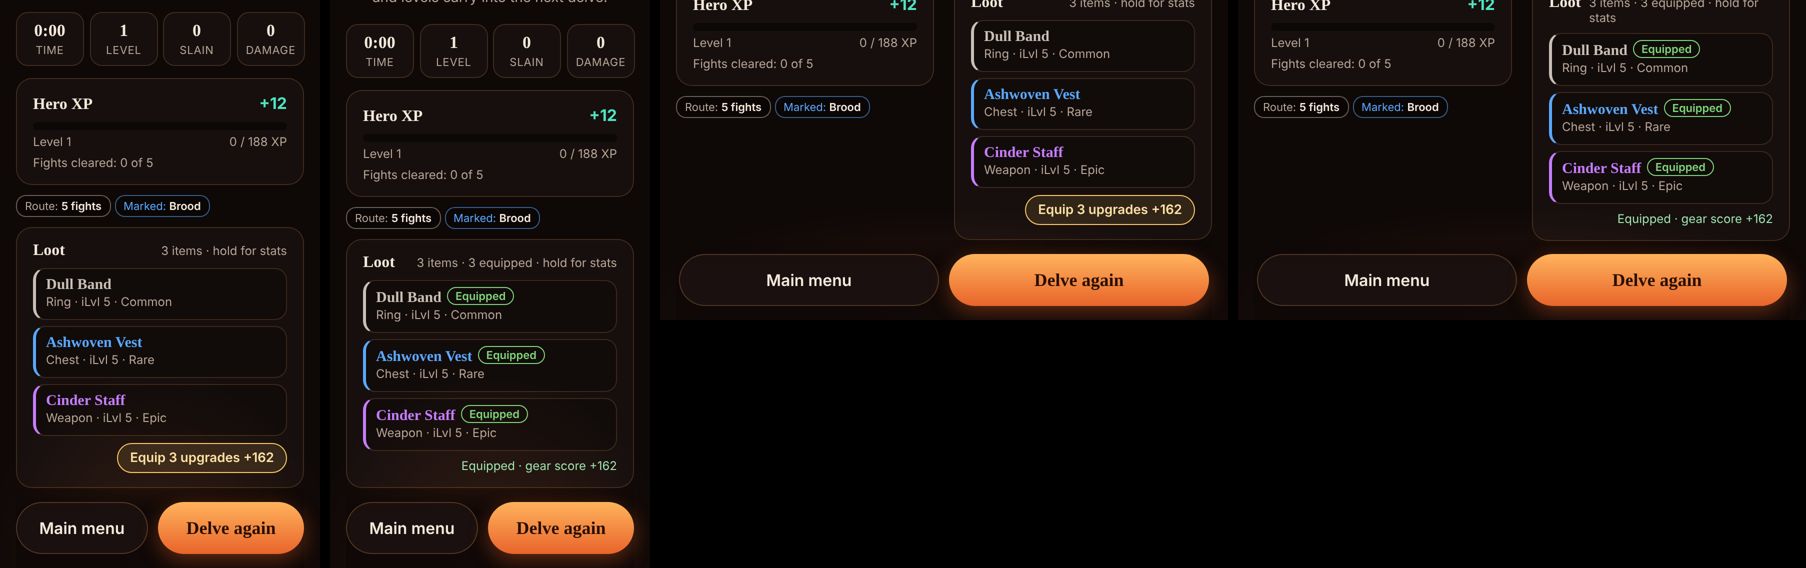 0:00
TIME
1
LEVEL
0
SLAIN
0
DAMAGE
Hero XP +12
Level 1 0 / 188 XP
Fights cleared: 0 of 5
Route: 5 fights Marked: Brood
Loot 3 items · hold for stats
Dull Band
Ring · iLvl 5 · Common
Ashwoven Vest
Chest · iLvl 5 · Rare
Cinder Staff
Weapon · iLvl 5 · Epic
Equip 3 upgrades +162
Main menu Delve again
and levels carry into the next delve.
0:00
TIME
1
LEVEL
0
SLAIN
0
DAMAGE
Hero XP +12
Level 1 0 / 188 XP
Fights cleared: 0 of 5
Route: 5 fights Marked: Brood
Loot 3 items · 3 equipped · hold for stats
Dull Band Equipped
Ring · iLvl 5 · Common
Ashwoven Vest Equipped
Chest · iLvl 5 · Rare
Cinder Staff Equipped
Weapon · iLvl 5 · Epic
Equipped · gear score +162
Main menu Delve again
Hero XP +12
Level 1 0 / 188 XP
Fights cleared: 0 of 5
Route: 5 fights Marked: Brood
Loot 3 items · hold for stats
Dull Band
Ring · iLvl 5 · Common
Ashwoven Vest
Chest · iLvl 5 · Rare
Cinder Staff
Weapon · iLvl 5 · Epic
Equip 3 upgrades +162
Main menu Delve again
Hero XP +12
Level 1 0 / 188 XP
Fights cleared: 0 of 5
Route: 5 fights Marked: Brood
Loot 3 items · 3 equipped · hold for
stats
Dull Band Equipped
Ring · iLvl 5 · Common
Ashwoven Vest Equipped
Chest · iLvl 5 · Rare
Cinder Staff Equipped
Weapon · iLvl 5 · Epic
Equipped · gear score +162
Main menu Delve again